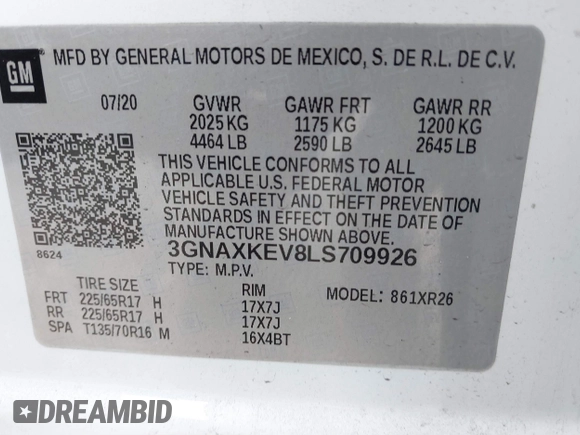 GM
MFD BY GENERAL MOTORS DE MEXICO, S. DE R.L. DE C.V.
07/20 GVWR GAWR FRT GAWR RR
2025 KG 1175 KG 1200 KG
4464 LB 2590 LB 2645 LB
THIS VEHICLE CONFORMS TO ALL
APPLICABLE U.S. FEDERAL MOTOR
VEHICLE SAFETY AND THEFT PREVENTION
STANDARDS IN EFFECT ON THE DATE OF
MANUFACTURE SHOWN ABOVE.
8624
3GNAXKEV8LS709926
TYPE: M.P.V.
TIRE SIZE RIM MODEL: 861XR26
FRT 225/65R17 H 17X7J
RR 225/65R17 H 17X7J
SPA T135/70R16 M 16X4BT
DREAMBID